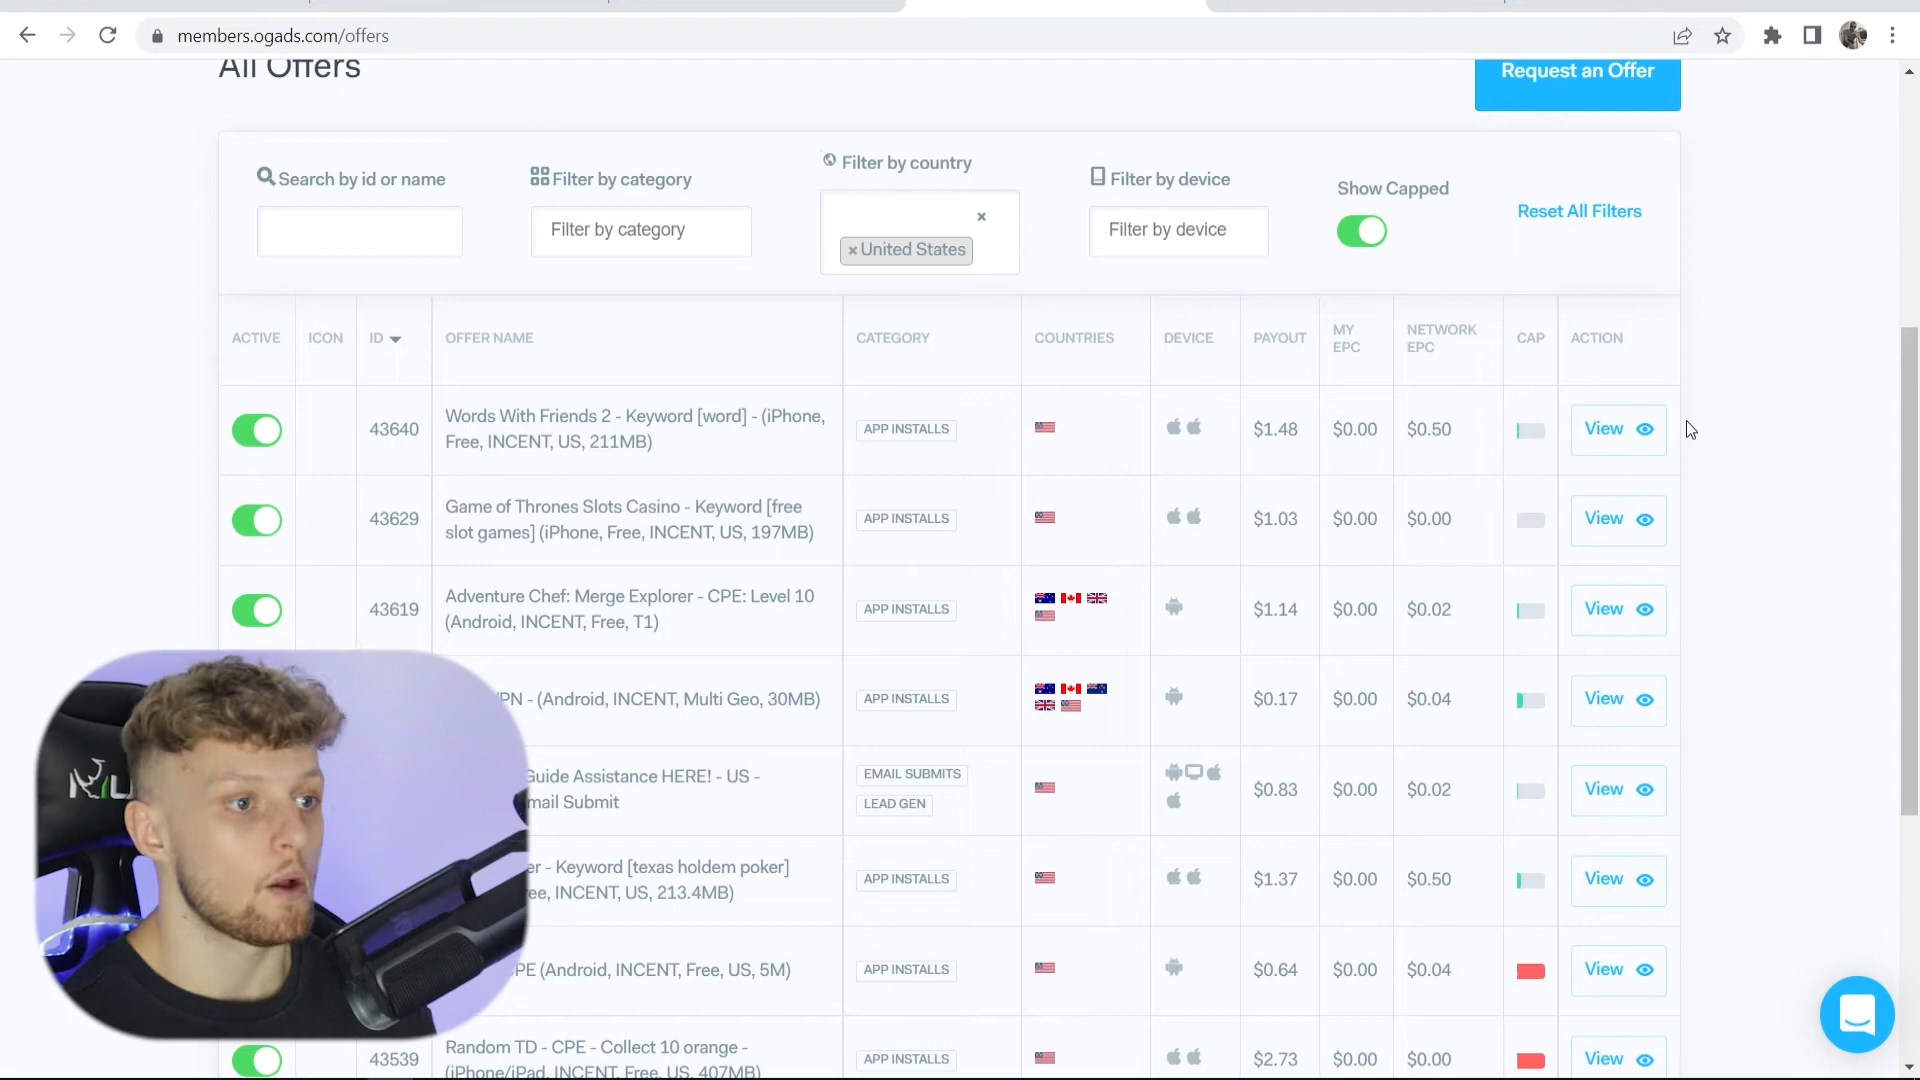 members.ogads.com/offers
All Offers
Request an Offer
Search by id or name
Filter by category
Filter by country
Filter by device
Show Capped
Reset All Filters
Filter by category
×
× United States
Filter by device
ACTIVE ICON ID OFFER NAME CATEGORY COUNTRIES DEVICE PAYOUT MY EPC NETWORK EPC CAP ACTION
43640 Words With Friends 2 - Keyword [word] - (iPhone, APP INSTALLS $1.48 $0.00 $0.50 View
Free, INCENT, US, 211MB)
43629 Game of Thrones Slots Casino - Keyword [free APP INSTALLS $1.03 $0.00 $0.00 View
slot games] (iPhone, Free, INCENT, US, 197MB)
43619 Adventure Chef: Merge Explorer - CPE: Level 10 APP INSTALLS $1.14 $0.00 $0.02 View
(Android, INCENT, Free, T1)
PN - (Android, INCENT, Multi Geo, 30MB) APP INSTALLS $0.17 $0.00 $0.04 View
Guide Assistance HERE! - US - EMAIL SUBMITS $0.83 $0.00 $0.02 View
mail Submit LEAD GEN
er - Keyword [texas holdem poker] APP INSTALLS $1.37 $0.00 $0.50 View
ee, INCENT, US, 213.4MB)
PE (Android, INCENT, Free, US, 5M) APP INSTALLS $0.64 $0.00 $0.04 View
43539 Random TD - CPE - Collect 10 orange - APP INSTALLS $2.73 $0.00 $0.00 View
(iPhone/iPad, INCENT, Free, US, 407MB)